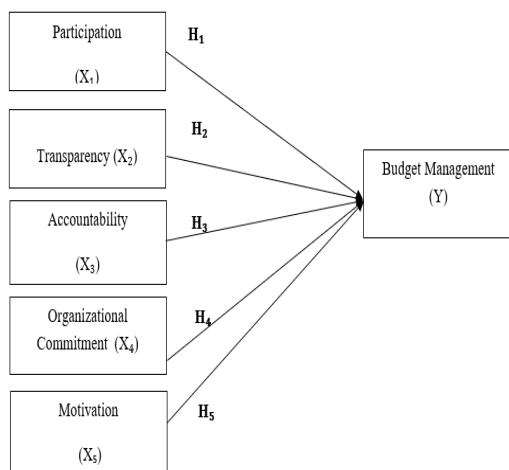 Participation
(X₁)
H₁
H₂
Transparency (X₂)
Budget Management
(Y)
Accountability
(X₃)
H₃
Organizational
Commitment (X₄)
H₄
Motivation
(X₅)
H₅